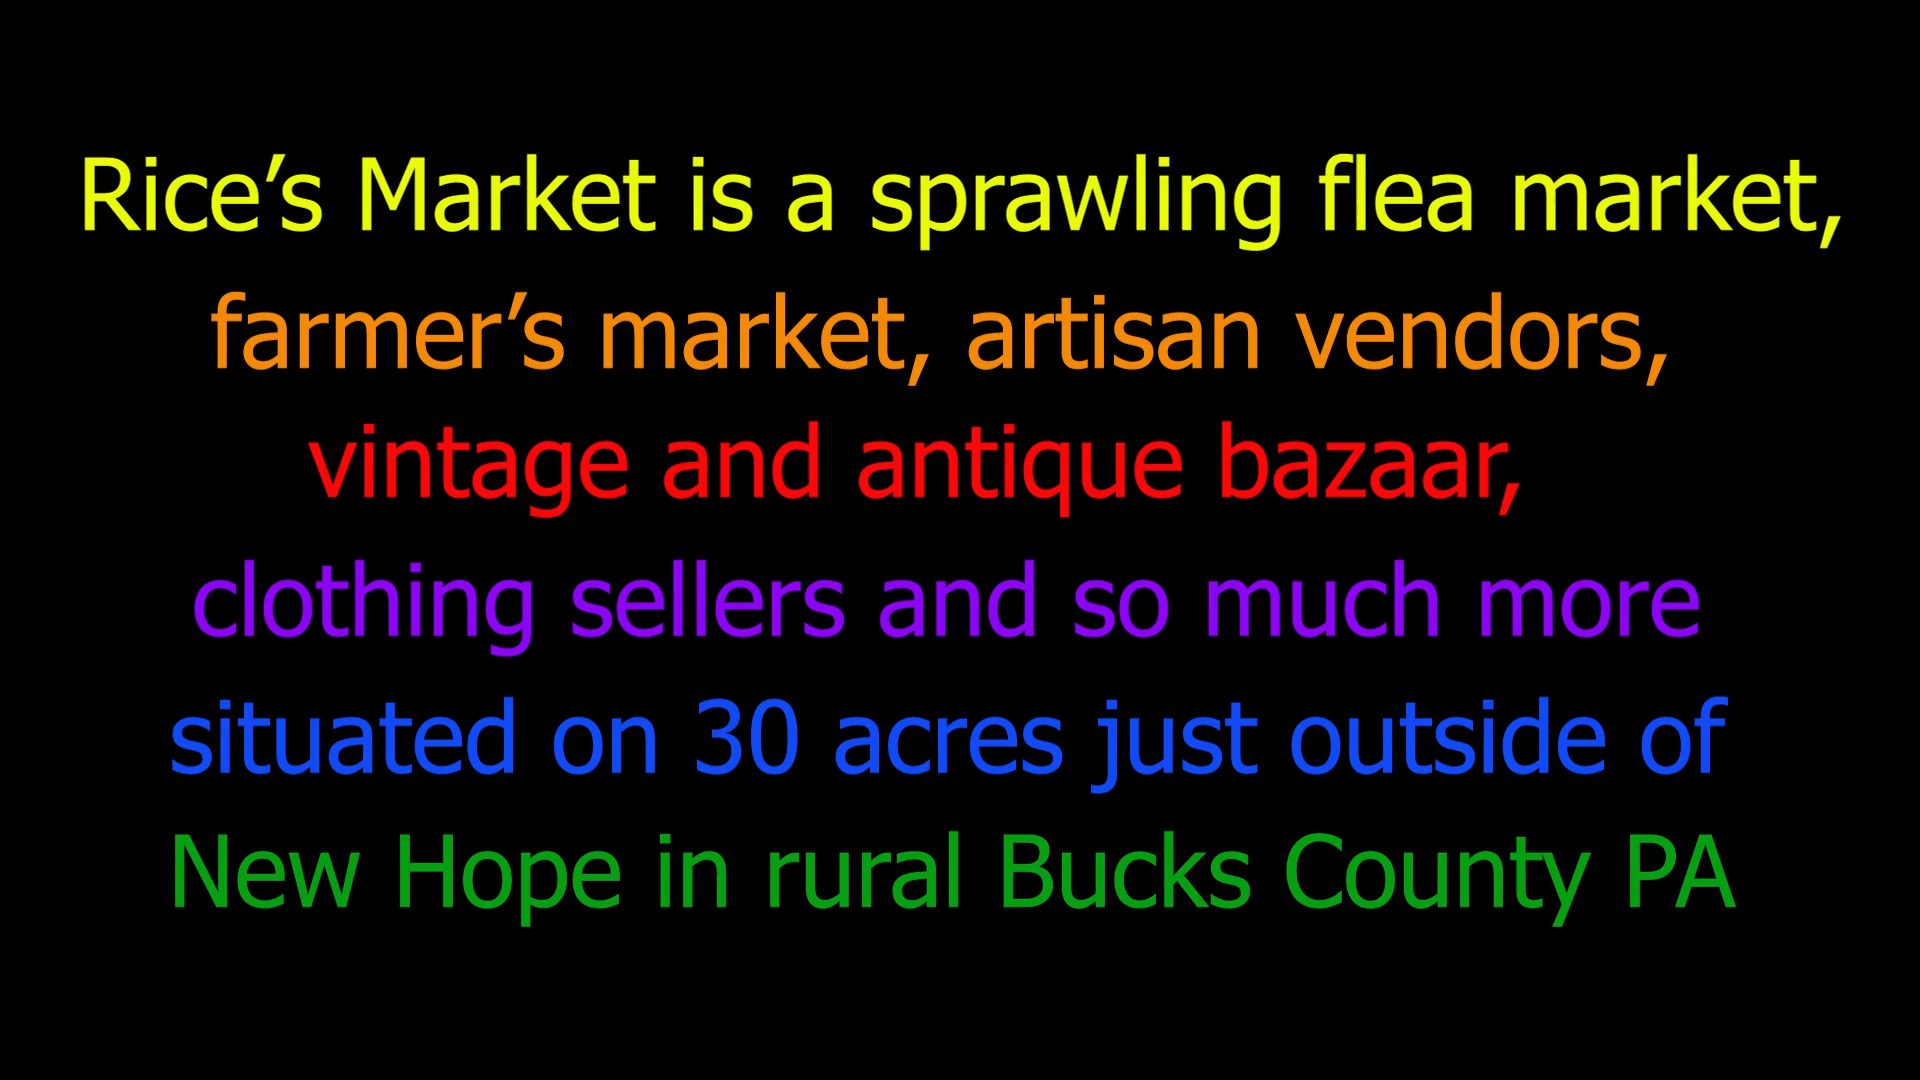 Rice’s Market is a sprawling flea market,
farmer’s market, artisan vendors,
vintage and antique bazaar,
clothing sellers and so much more
situated on 30 acres just outside of
New Hope in rural Bucks County PA